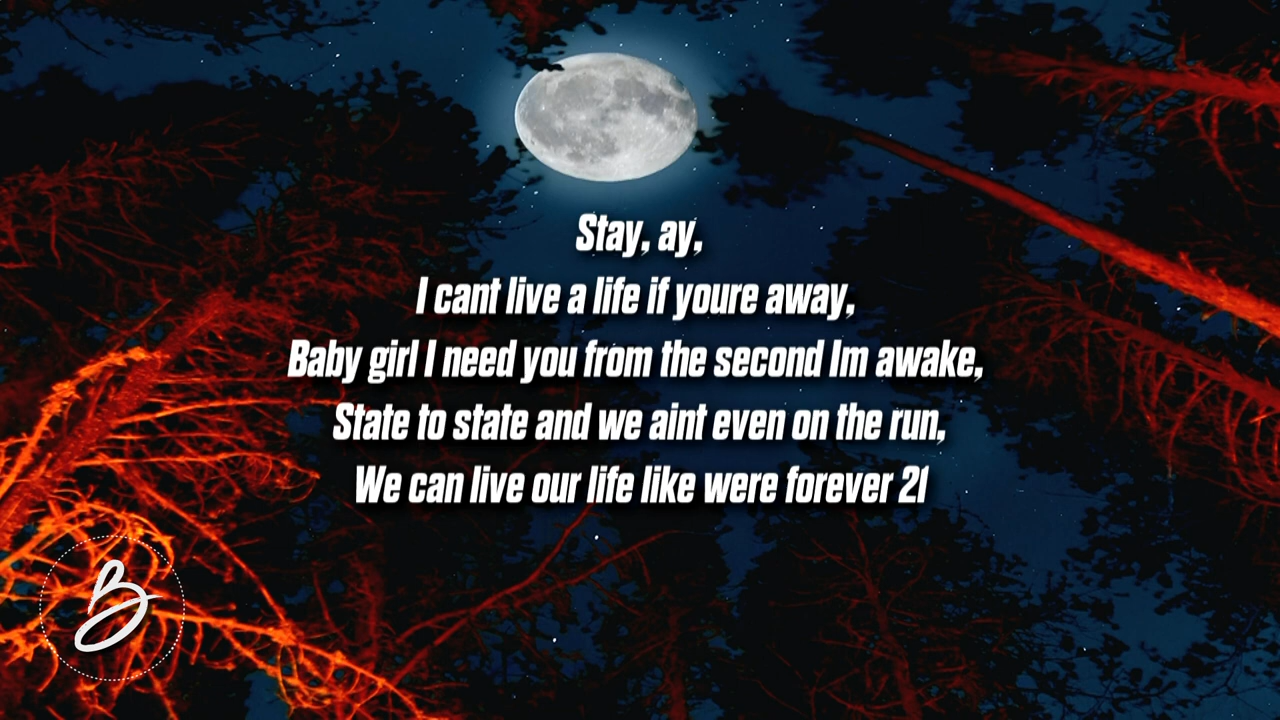 Stay, ay,
I cant live a life if youre away,
Baby girl I need you from the second Im awake,
State to state and we aint even on the run,
We can live our life like were forever 21
B